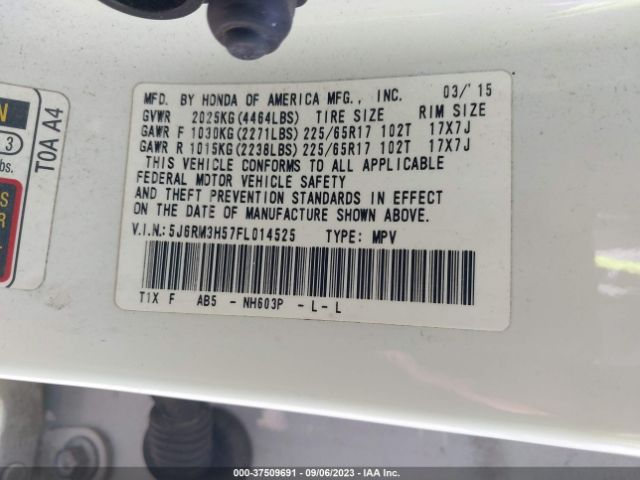 MFD. BY HONDA OF AMERICA MFG., INC. 03/'15
GVWR 2025KG(4464LBS) TIRE SIZE RIM SIZE
GAWR F 1030KG(2271LBS) 225/65R17 102T 17X7J
GAWR R 1015KG(2238LBS) 225/65R17 102T 17X7J
THIS VEHICLE CONFORMS TO ALL APPLICABLE
FEDERAL MOTOR VEHICLE SAFETY
AND THEFT PREVENTION STANDARDS IN EFFECT
ON THE DATE OF MANUFACTURE SHOWN ABOVE.
V.I.N.: 5J6RM3H57FL014525 TYPE: MPV
T1X F AB5 - NH603P - L - L
T0A A4
3
000-37509691 - 09/06/2023 - IAA Inc.